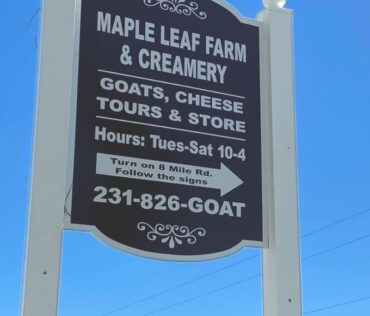 MAPLE LEAF FARM
& CREAMERY
GOATS, CHEESE
TOURS & STORE
Hours: Tues-Sat 10-4
Turn on 8 Mile Rd.
Follow the signs
231-826-GOAT